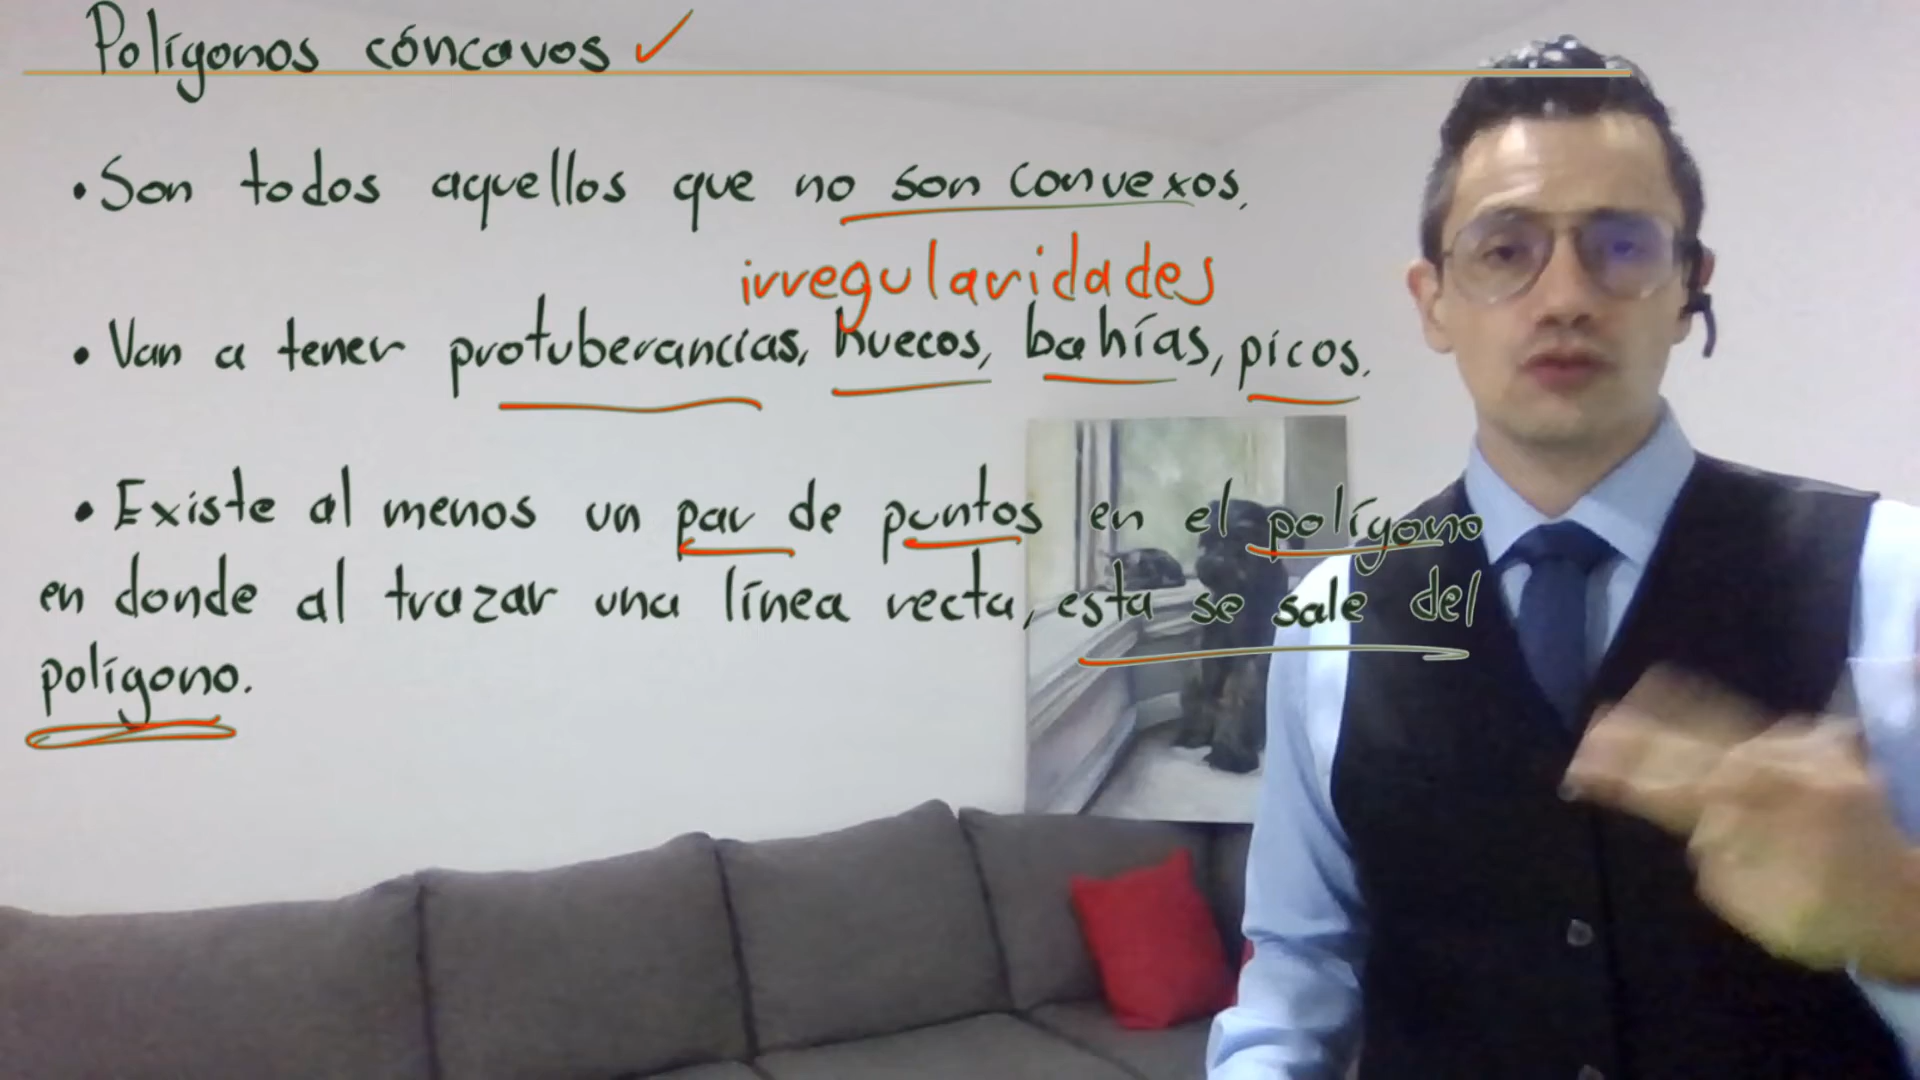 Polígonos cóncavos ✓
• Son todos aquellos que no son convexos.
irregularidades
• Van a tener protuberancias, huecos, bahías, picos.
• Existe al menos un par de puntos en el polígono
en donde al trazar una línea recta, esta se sale del
polígono.